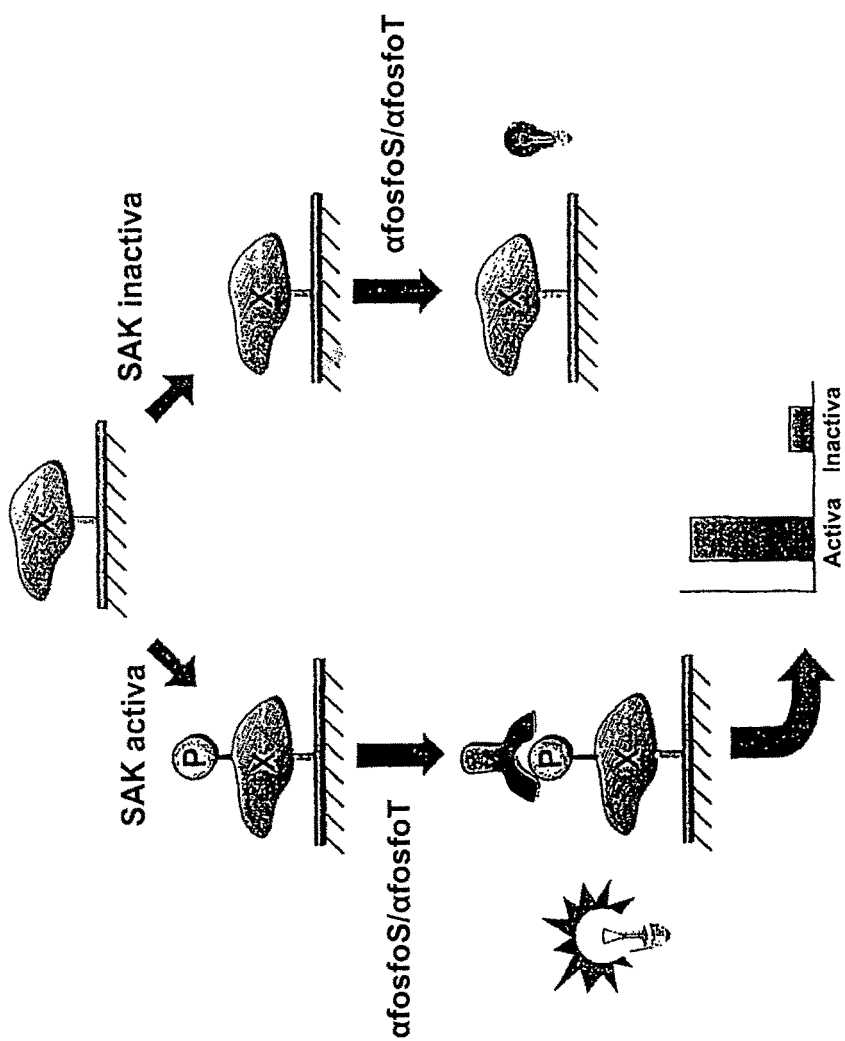 X
SAK activa
SAK inactiva
P
X
X
αfosfoS/αfosfoT
αfosfoS/αfosfoT
P
X
X
Activa Inactiva